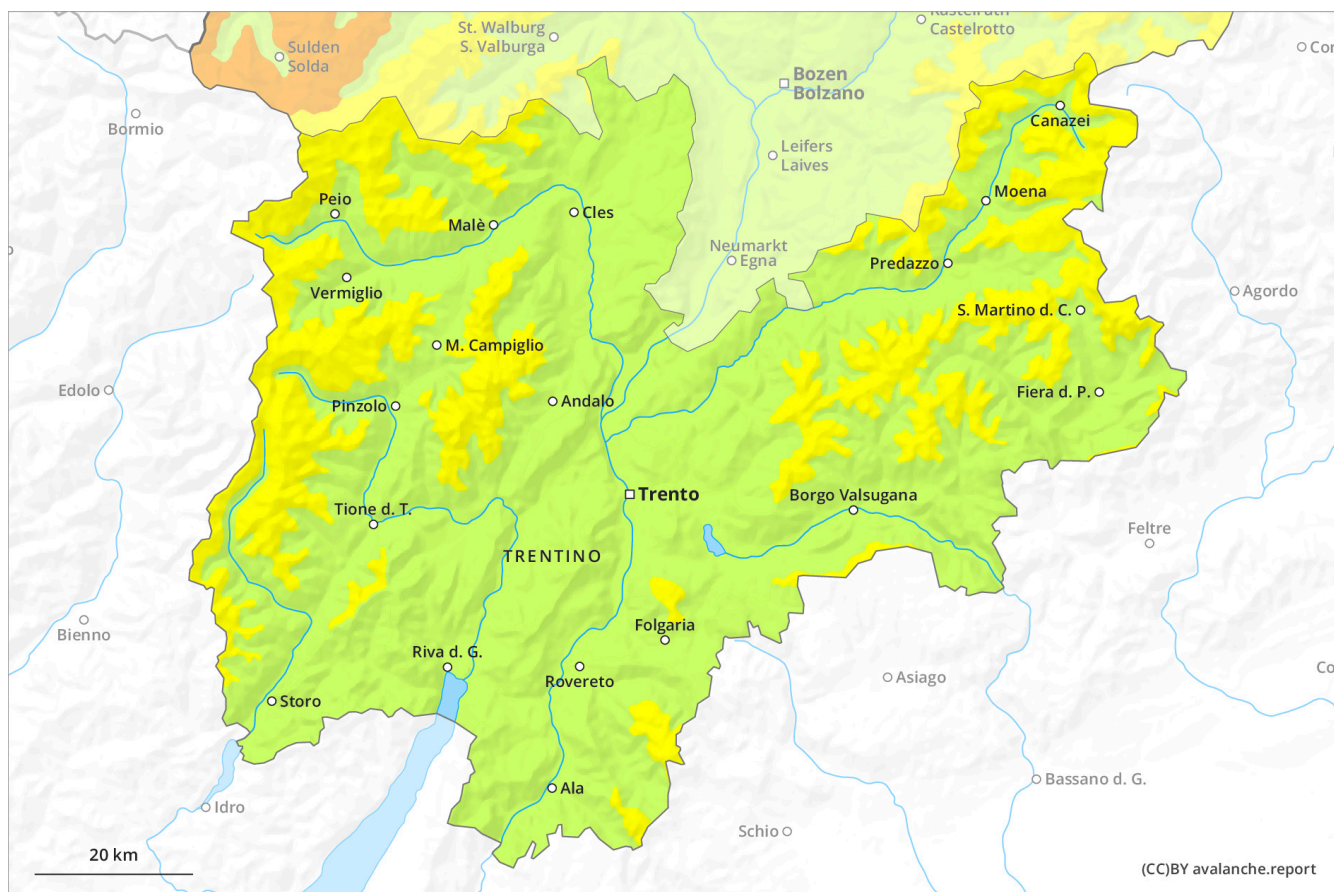 Kastelruth
Castelrotto
St. Walburg
S. Valburga
Sulden
Solda
Bozen
Bolzano
Bormio
Canazei
Leifers
Laives
Peio
Moena
Malè
Cles
Neumarkt
Egna
Predazzo
Vermiglio
Agordo
S. Martino d. C.
M. Campiglio
Edolo
Pinzolo
Andalo
Fiera d. P.
Trento
Borgo Valsugana
Tione d. T.
Feltre
TRENTINO
Bienno
Folgaria
Riva d. G.
Rovereto
Asiago
Storo
Bassano d. G.
Ala
Idro
Schio
20 km
(CC)BY avalanche.report